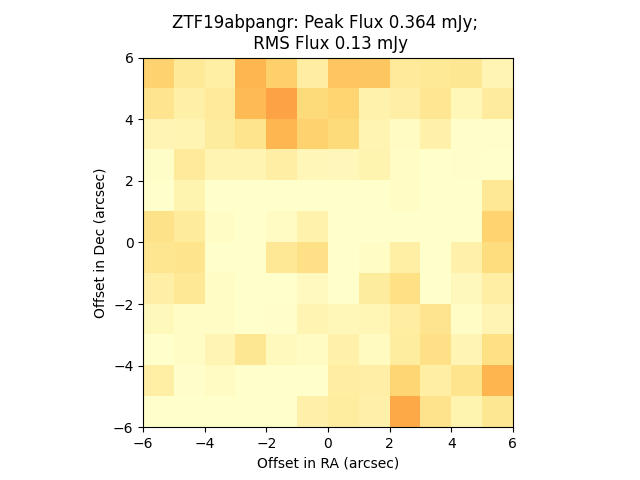 ZTF19abpangr: Peak Flux 0.364 mJy;
RMS Flux 0.13 mJy
6
4
2
0
−2
−4
−6
Offset in Dec (arcsec)
−6 −4 −2 0 2 4 6
Offset in RA (arcsec)